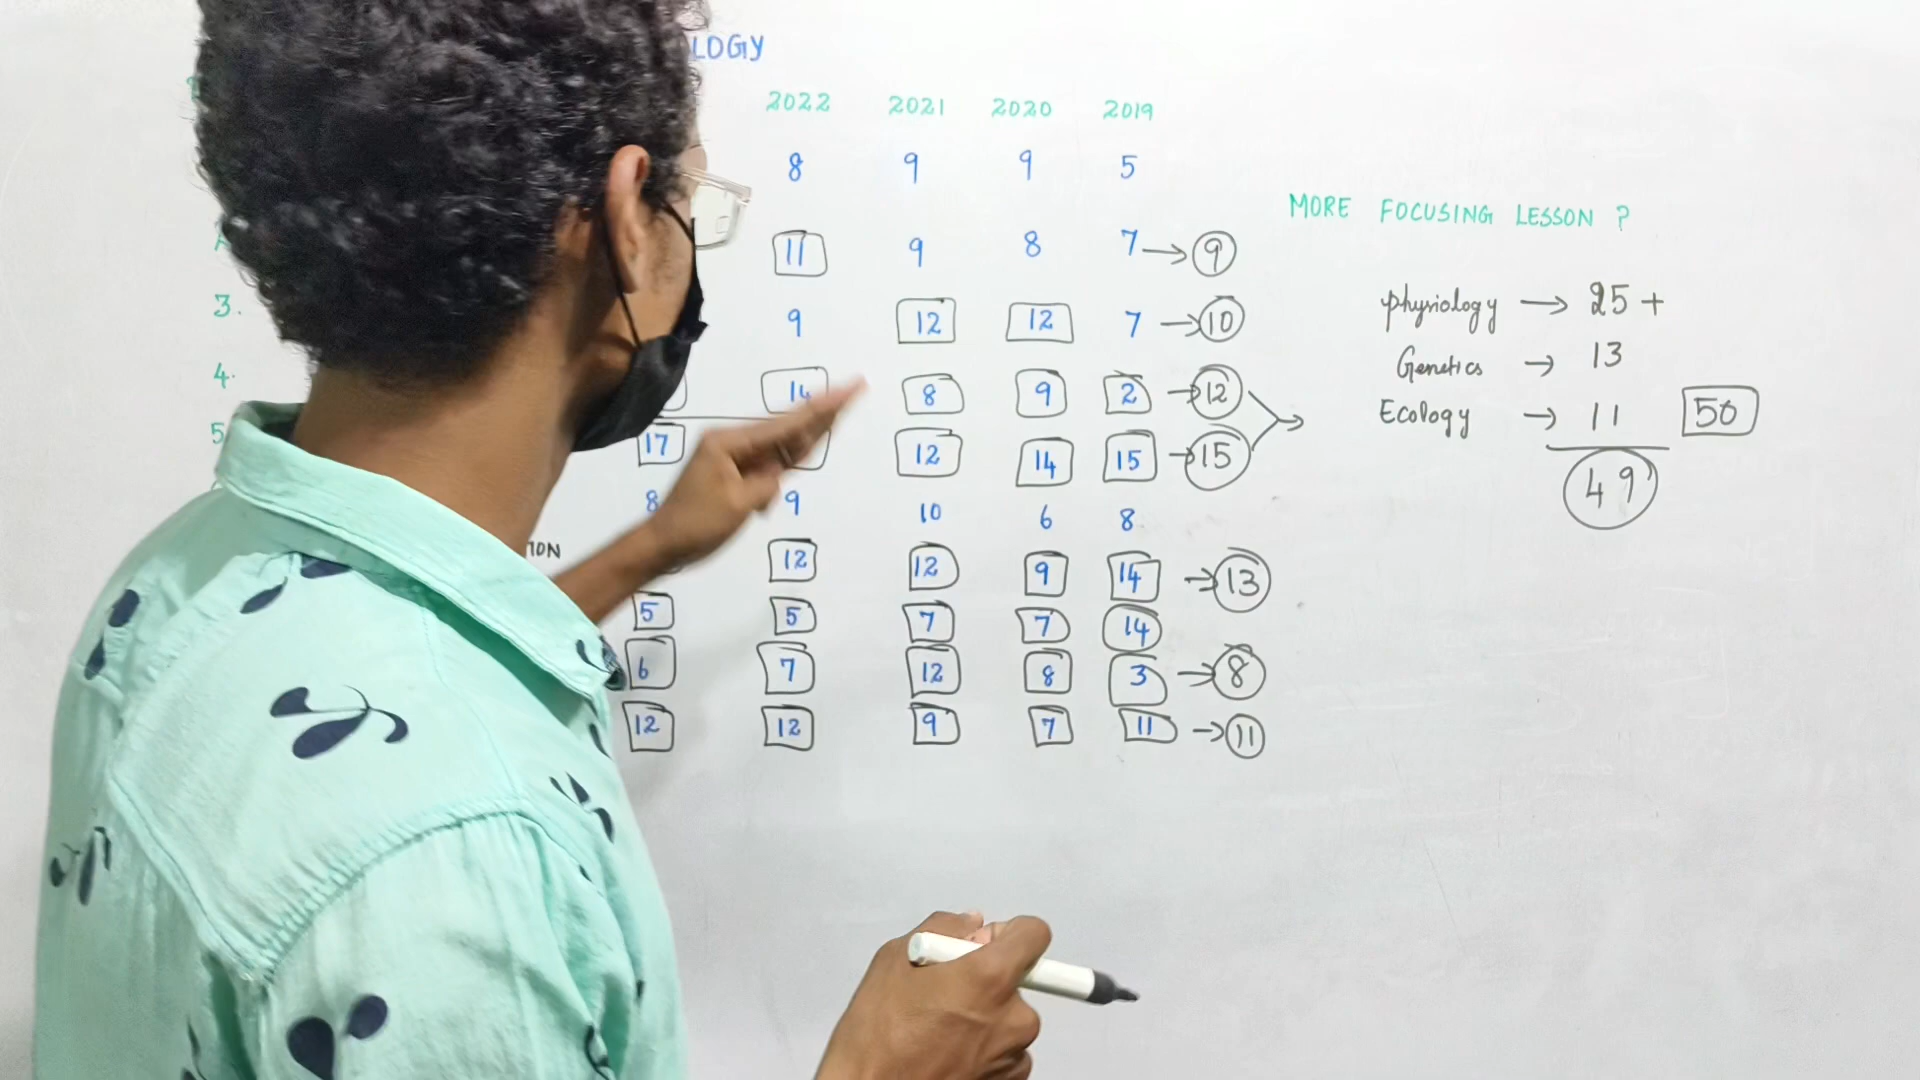 LOGY
2022 2021 2020 2019
8 9 9 5
11 9 8 7 → 9
3. 9 12 12 7 → 10
4. 14 8 9 2 → 12
5 17 12 14 15 → 15
8 9 10 6 8
TION 12 12 9 14 → 13
5 5 7 7 14
6 7 12 8 3 → 8
12 12 9 7 11 → 11
MORE FOCUSING LESSON ?
physiology → 25 +
Genetics → 13
Ecology → 11 50
49